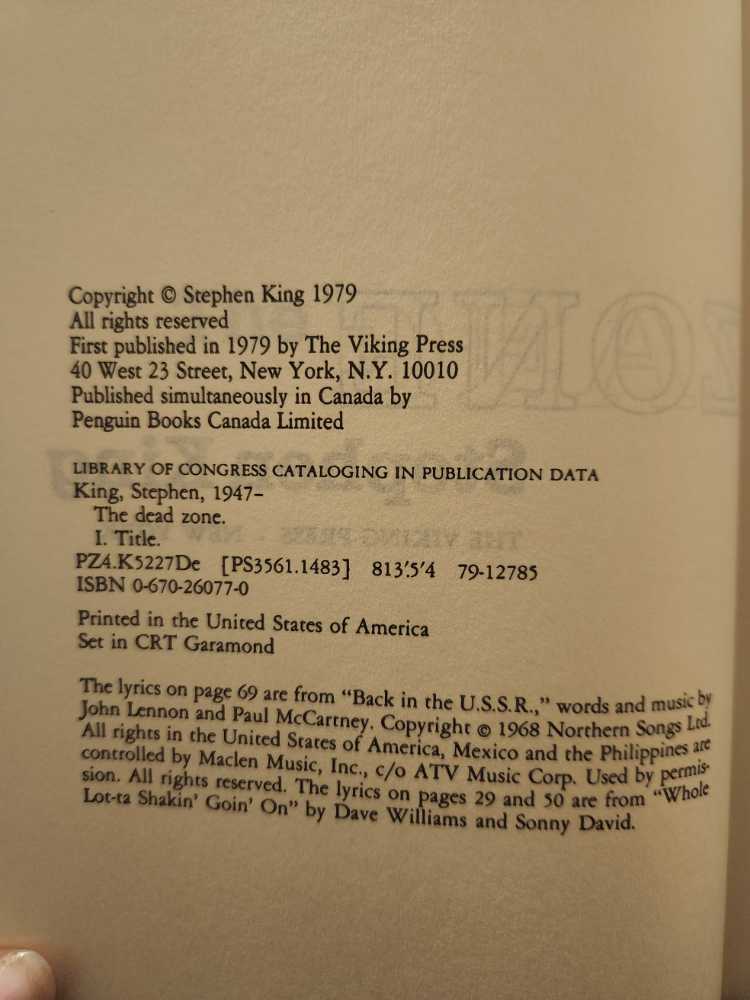 Copyright © Stephen King 1979
All rights reserved
First published in 1979 by The Viking Press
40 West 23 Street, New York, N.Y. 10010
Published simultaneously in Canada by
Penguin Books Canada Limited
LIBRARY OF CONGRESS CATALOGING IN PUBLICATION DATA
King, Stephen, 1947–
The dead zone.
I. Title.
PZ4.K5227De [PS3561.1483] 813'.5'4 79-12785
ISBN 0-670-26077-0
Printed in the United States of America
Set in CRT Garamond
The lyrics on page 69 are from "Back in the U.S.S.R.," words and music by
John Lennon and Paul McCartney. Copyright © 1968 Northern Songs Ltd.
All rights in the United States of America, Mexico and the Philippines are
controlled by Maclen Music, Inc., c/o ATV Music Corp. Used by permis-
sion. All rights reserved. The lyrics on pages 29 and 50 are from "Whole
Lot-ta Shakin' Goin' On" by Dave Williams and Sonny David.